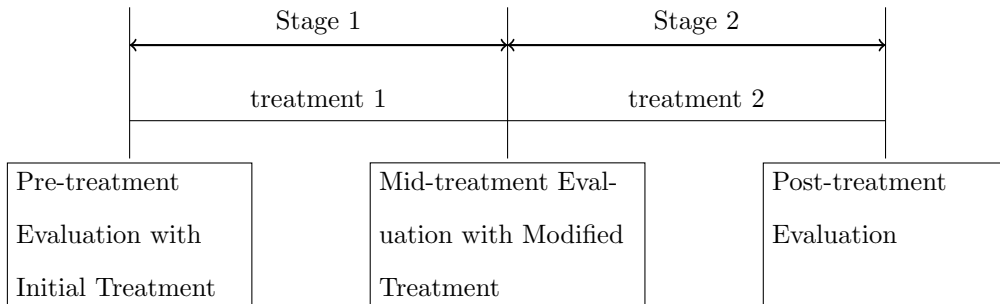 Stage 1
Stage 2
treatment 1
treatment 2
Pre-treatment
Evaluation with
Initial Treatment
Mid-treatment Eval-
uation with Modified
Treatment
Post-treatment
Evaluation